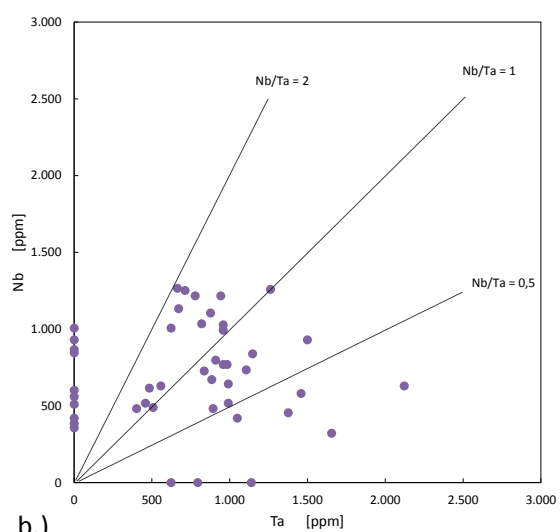 3.000
Nb/Ta = 1
Nb/Ta = 2
2.500
2.000
Nb [ppm]
1.500
Nb/Ta = 0,5
1.000
500
0
0 500 1.000 1.500 2.000 2.500 3.000
b.) Ta [ppm]